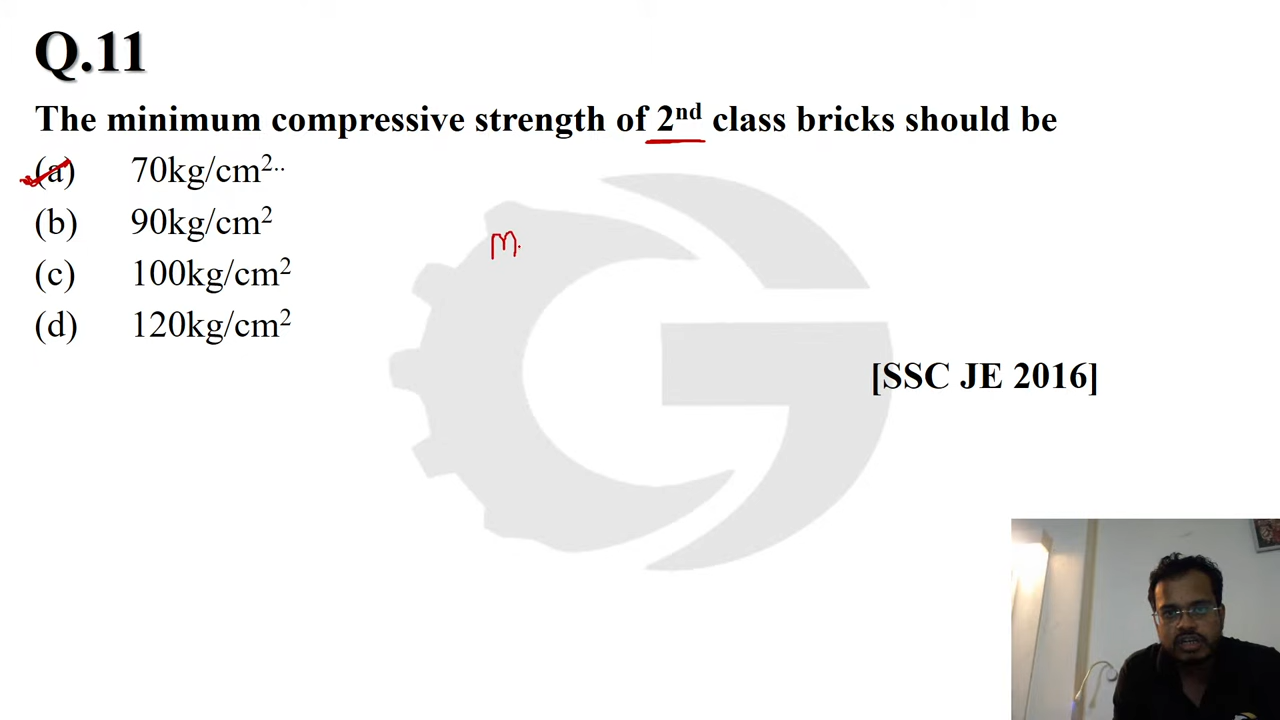 Q.11
The minimum compressive strength of 2nd class bricks should be
(a) 70kg/cm2..
(b) 90kg/cm2
m.
(c) 100kg/cm2
(d) 120kg/cm2
[SSC JE 2016]